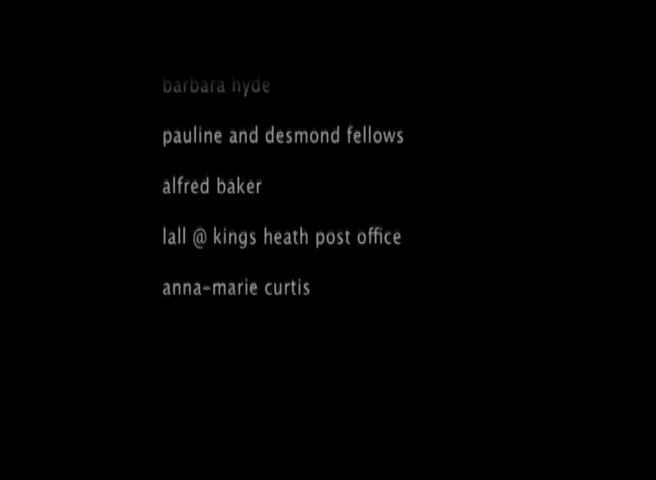 barbara hyde
pauline and desmond fellows
alfred baker
lall @ kings heath post office
anna-marie curtis